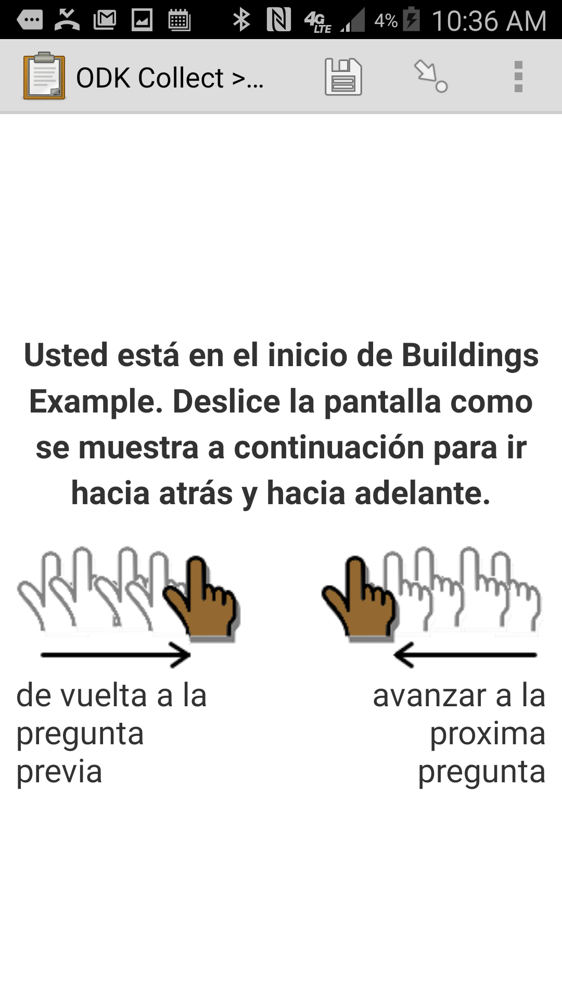 4G LTE 4% 10:36 AM
ODK Collect >...
Usted está en el inicio de Buildings
Example. Deslice la pantalla como
se muestra a continuación para ir
hacia atrás y hacia adelante.
de vuelta a la
pregunta
previa
avanzar a la
proxima
pregunta